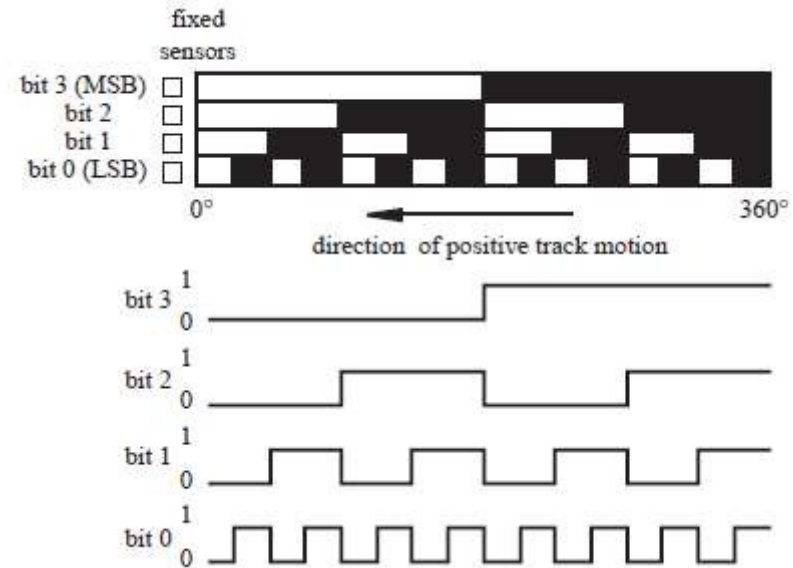 fixed
sensors
bit 3 (MSB)
bit 2
bit 1
bit 0 (LSB)
0° 360°
direction of positive track motion
1
bit 3
0
1
bit 2
0
1
bit 1
0
1
bit 0
0